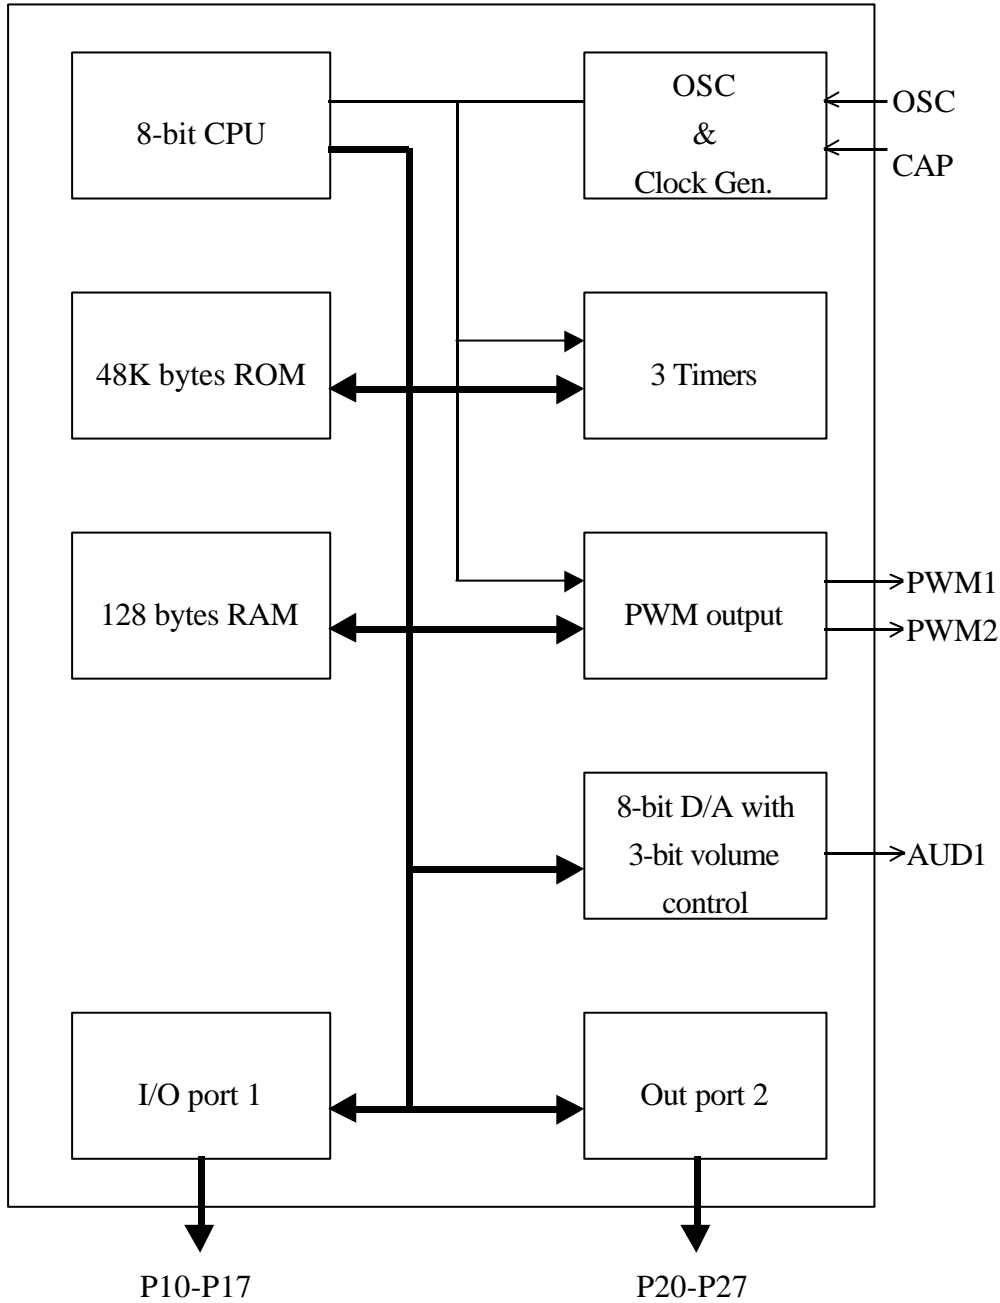 8-bit CPU
OSC
&
Clock Gen.
OSC
CAP
48K bytes ROM
3 Timers
128 bytes RAM
PWM output
PWM1
PWM2
8-bit D/A with
3-bit volume
control
AUD1
I/O port 1
Out port 2
P10-P17
P20-P27